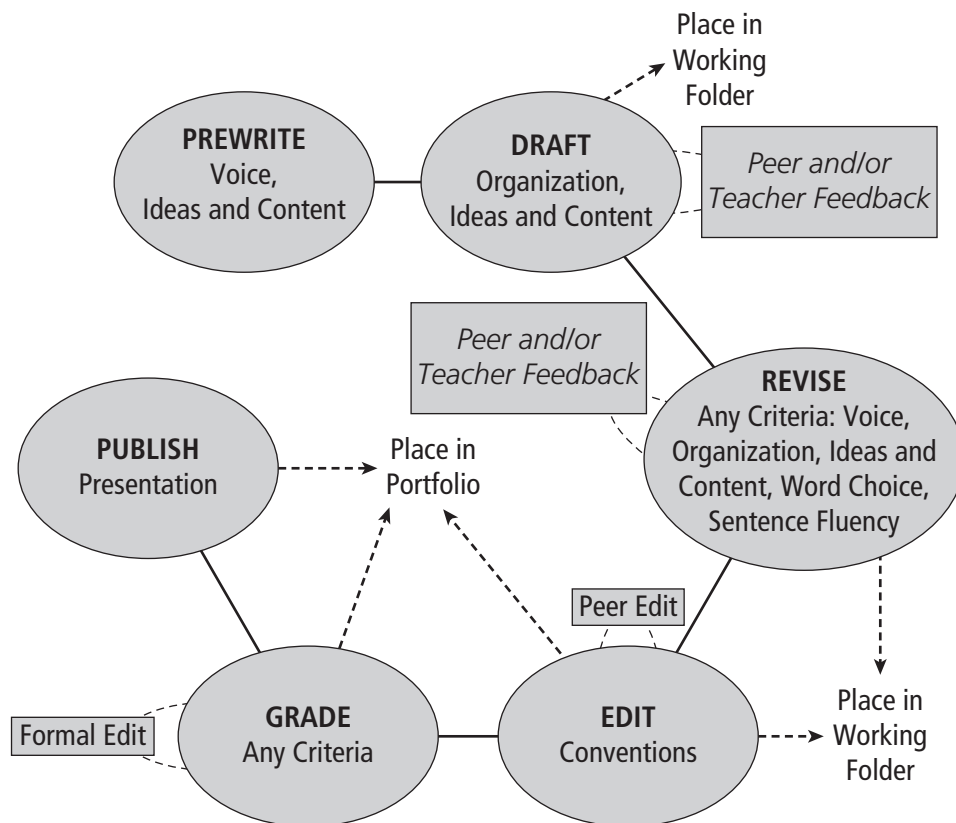 Place in
Working
Folder
PREWRITE
Voice,
Ideas and Content
DRAFT
Organization,
Ideas and Content
Peer and/or
Teacher Feedback
Peer and/or
Teacher Feedback
REVISE
Any Criteria: Voice,
Organization, Ideas and
Content, Word Choice,
Sentence Fluency
PUBLISH
Presentation
Place in
Portfolio
Peer Edit
Formal Edit
GRADE
Any Criteria
EDIT
Conventions
Place in
Working
Folder